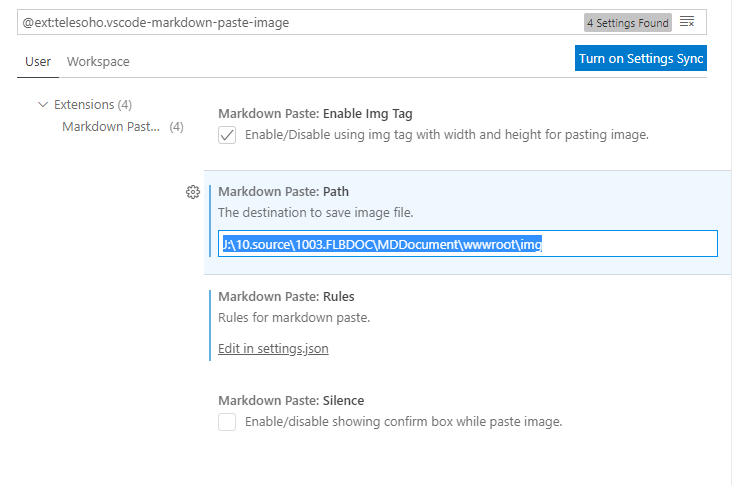 @ext:telesoho.vscode-markdown-paste-image
4 Settings Found
User
Workspace
Turn on Settings Sync
Extensions (4)
Markdown Past... (4)
Markdown Paste: Enable Img Tag
Enable/Disable using img tag with width and height for pasting image.
Markdown Paste: Path
The destination to save image file.
J:\10.source\1003.FLBDOC\MDDocument\wwwroot\img
Markdown Paste: Rules
Rules for markdown paste.
Edit in settings.json
Markdown Paste: Silence
Enable/disable showing confirm box while paste image.